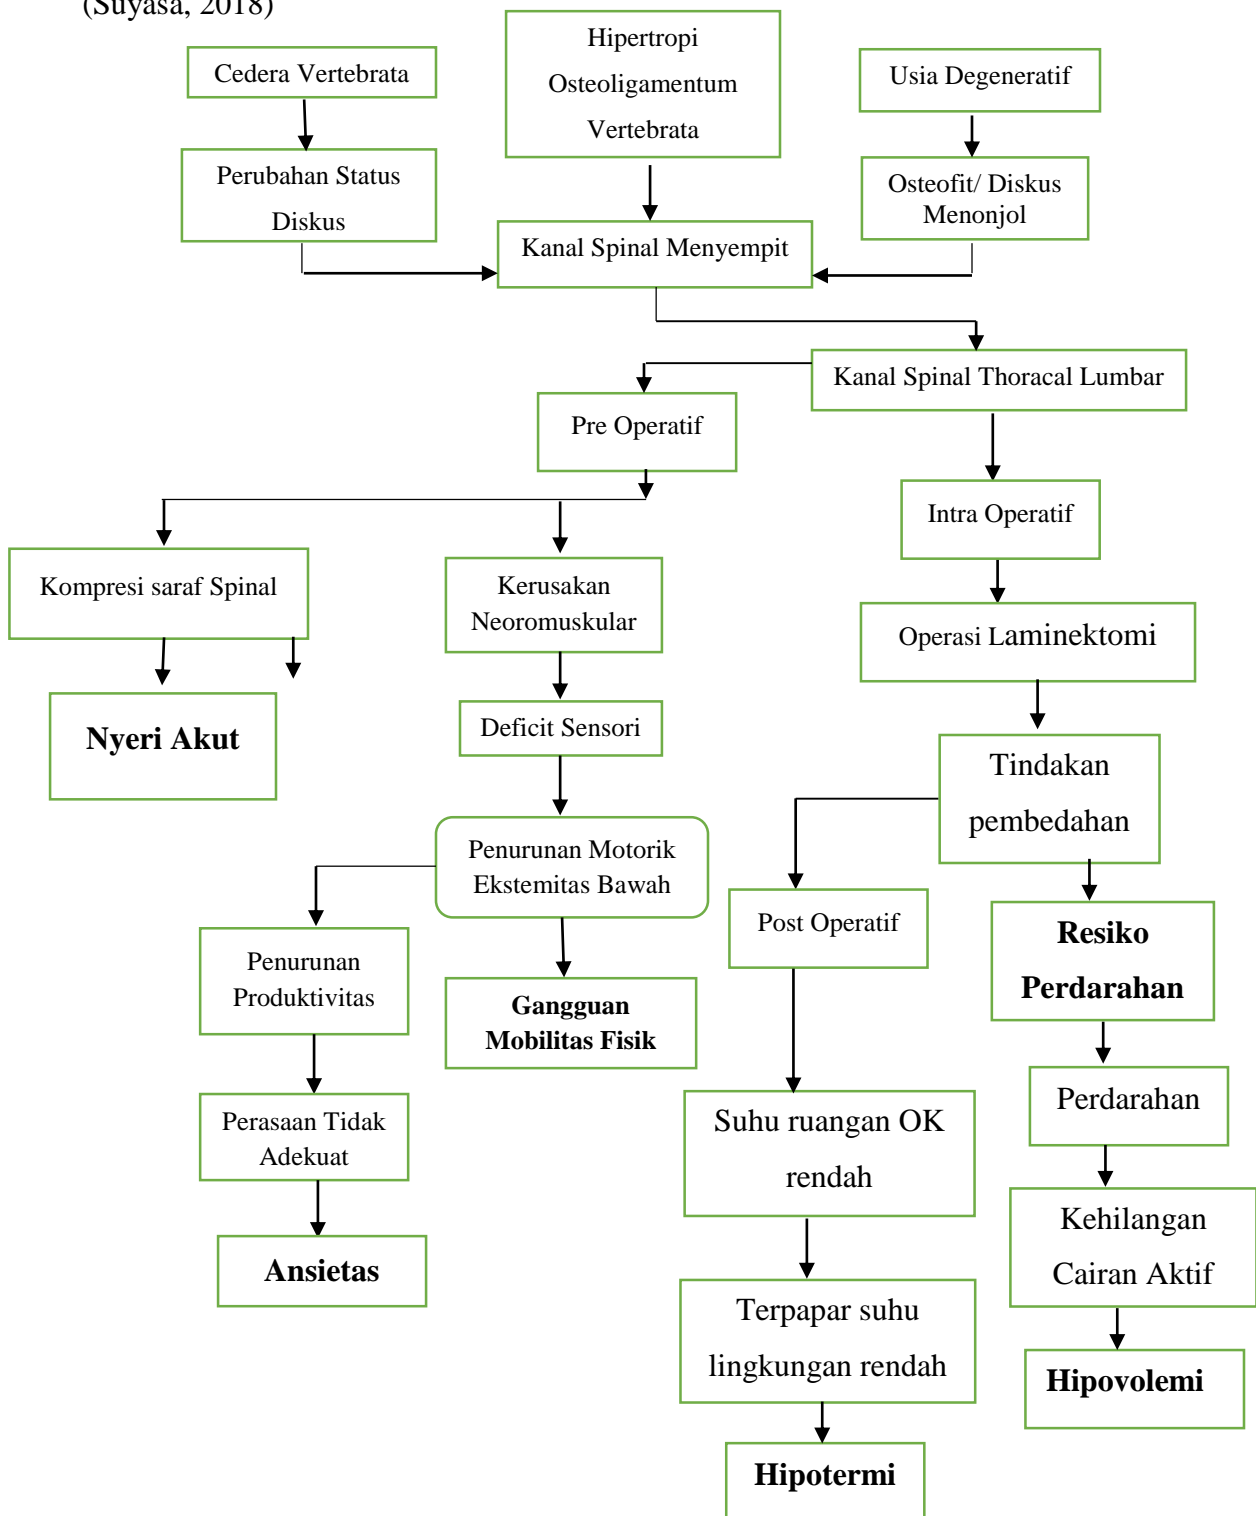 (Suyasa, 2018)
Cedera Vertebrata
Hipertropi
Osteoligamentum
Vertebrata
Usia Degeneratif
Perubahan Status
Diskus
Osteofit/ Diskus
Menonjol
Kanal Spinal Menyempit
Kanal Spinal Thoracal Lumbar
Pre Operatif
Intra Operatif
Kompresi saraf Spinal
Kerusakan
Neoromuskular
Operasi Laminektomi
Nyeri Akut
Deficit Sensori
Tindakan
pembedahan
Penurunan Motorik
Ekstemitas Bawah
Post Operatif
Resiko
Perdarahan
Penurunan
Produktivitas
Gangguan
Mobilitas Fisik
Perdarahan
Perasaan Tidak
Adekuat
Suhu ruangan OK
rendah
Kehilangan
Cairan Aktif
Ansietas
Terpapar suhu
lingkungan rendah
Hipovolemi
Hipotermi